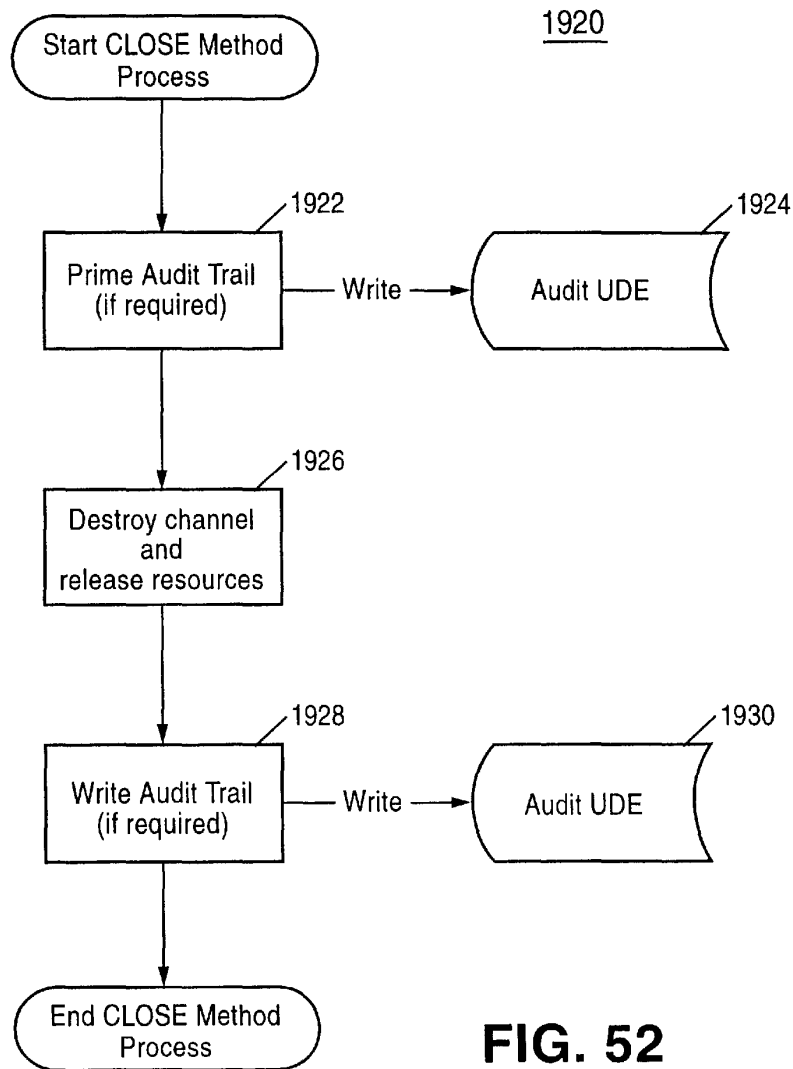 1920
Start CLOSE Method
Process
1922
1924
Prime Audit Trail
(if required)
Write
Audit UDE
1926
Destroy channel
and
release resources
1928
1930
Write Audit Trail
(if required)
Write
Audit UDE
End CLOSE Method
Process
FIG. 52